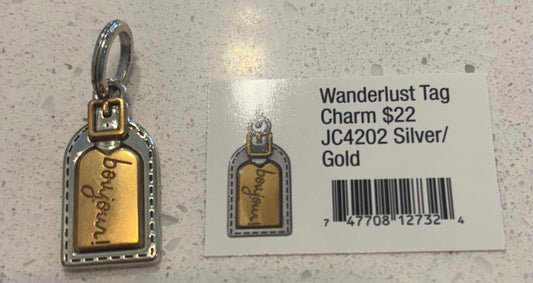 bonjour!
Wanderlust Tag
Charm $22
JC4202 Silver/
Gold
bonjour!
7 47708 12732 4